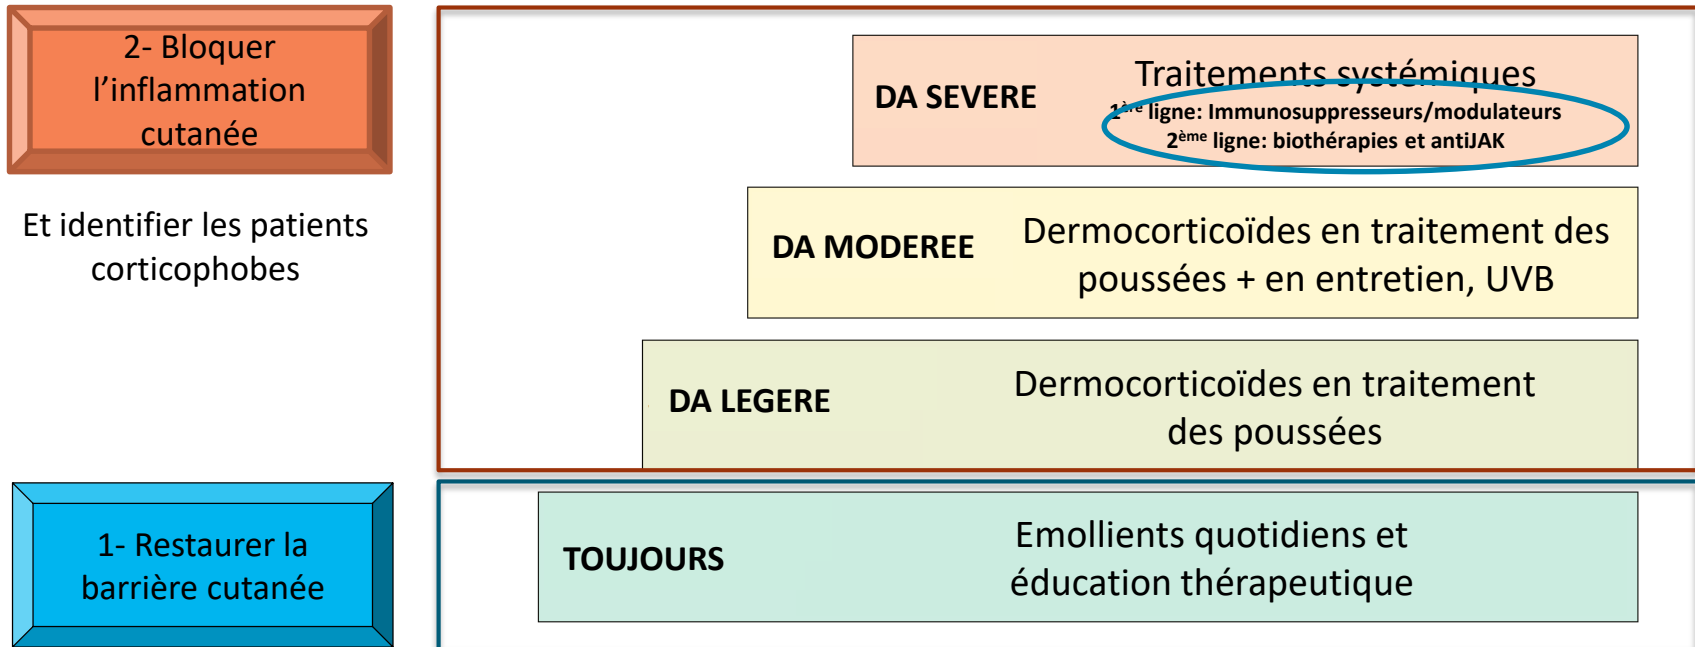 2- Bloquer
l’inflammation
cutanée
Et identifier les patients
corticophobes
DA SEVERE
Traitements systémiques
1ère ligne: Immunosuppresseurs/modulateurs
2ème ligne: biothérapies et antiJAK
DA MODEREE
Dermocorticoïdes en traitement des
poussées + en entretien, UVB
DA LEGERE
Dermocorticoïdes en traitement
des poussées
1- Restaurer la
barrière cutanée
TOUJOURS
Emollients quotidiens et
éducation thérapeutique